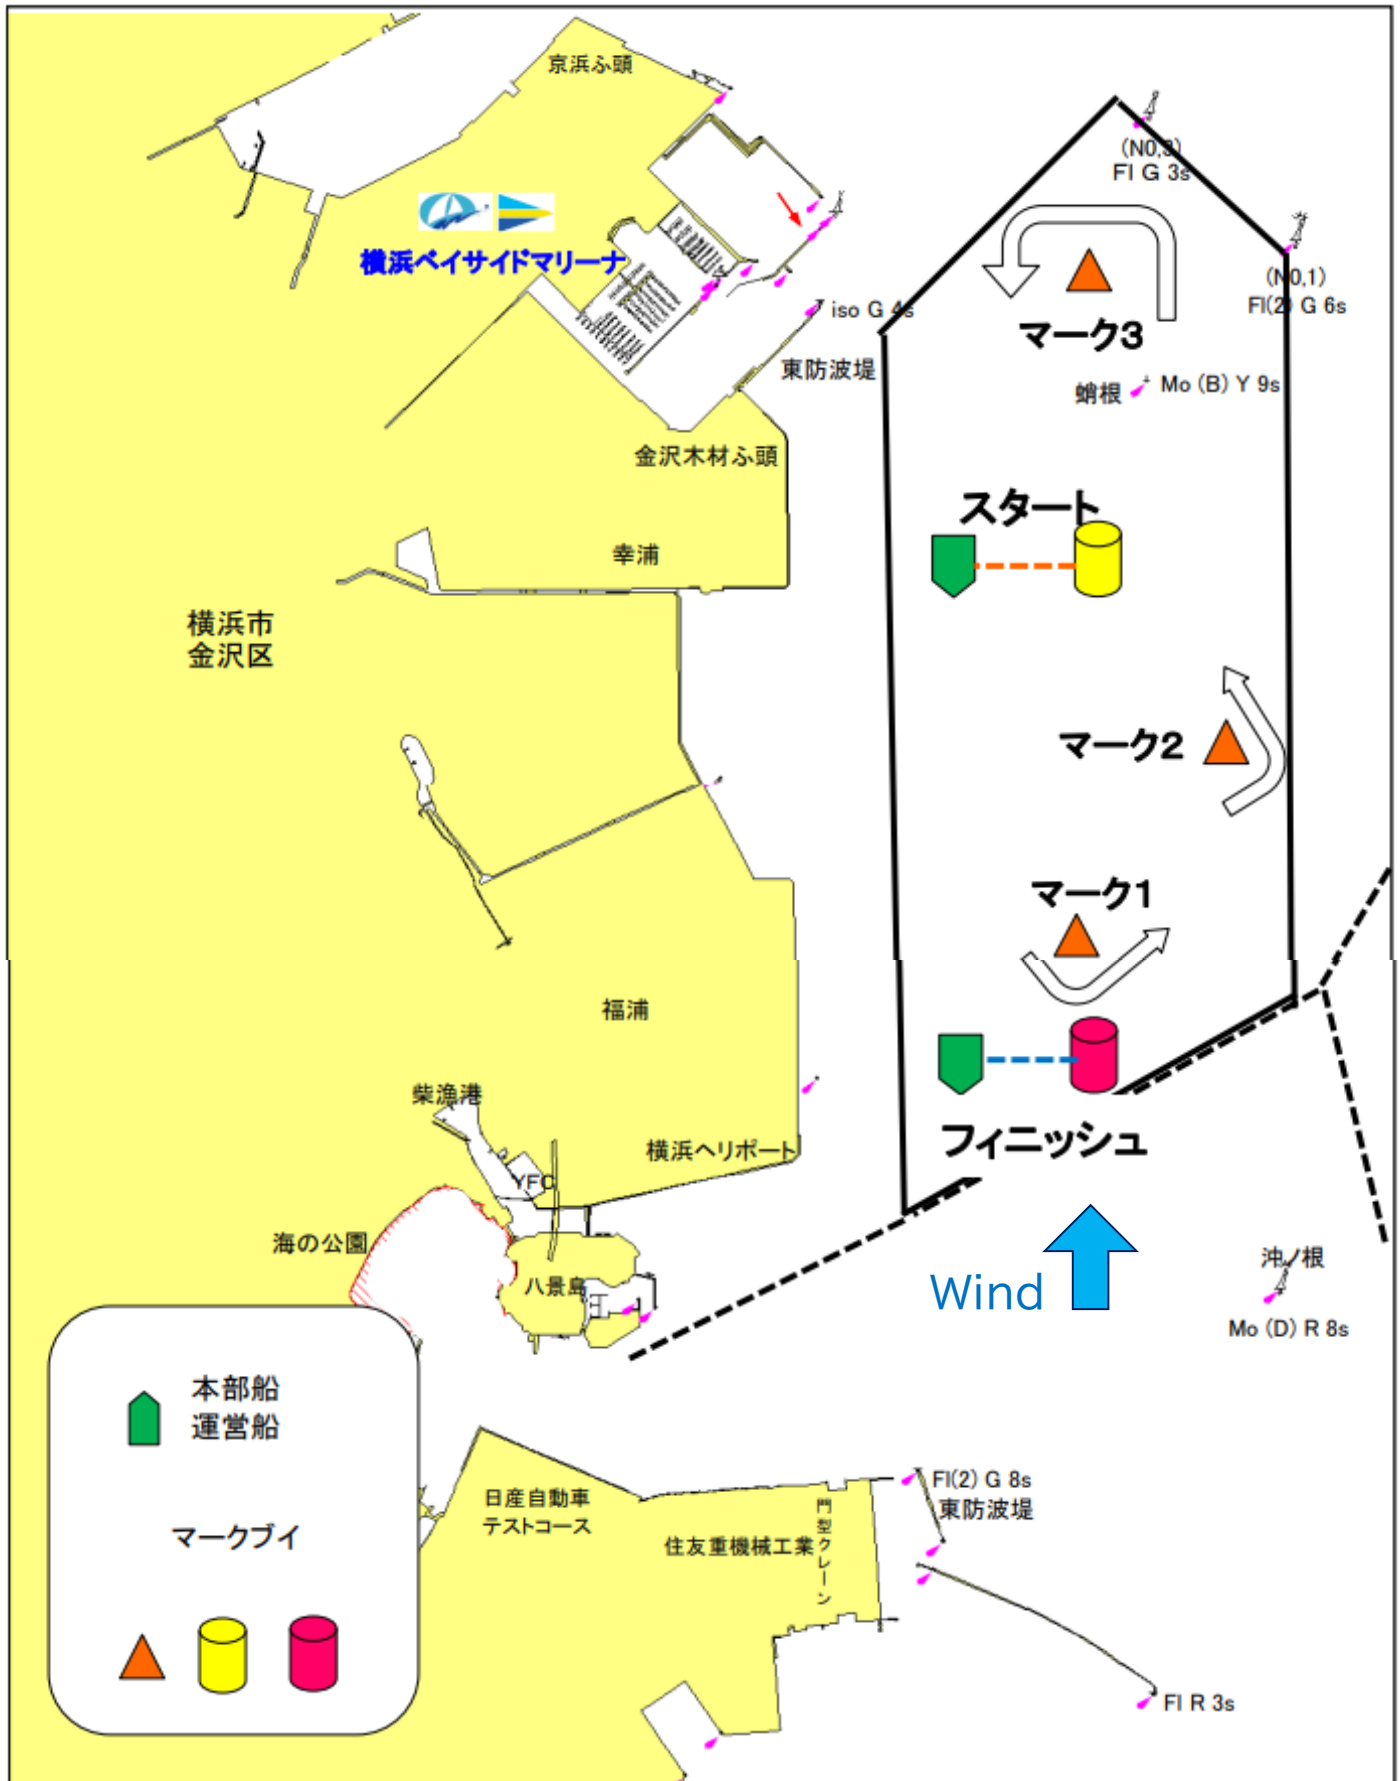 京浜ふ頭
(NO,3)
Fl G 3s
横浜ベイサイドマリーナ
(NO,1)
Fl(2) G 6s
iso G 4s
マーク3
東防波堤
蛸根
Mo (B) Y 9s
金沢木材ふ頭
スタート
幸浦
横浜市
金沢区
マーク2
マーク1
福浦
柴漁港
フィニッシュ
横浜ヘリポート
YFC
海の公園
沖ノ根
八景島
Wind
Mo (D) R 8s
本部船
運営船
マークブイ
日産自動車
テストコース
住友重機械工業
門型クレーン
Fl(2) G 8s
東防波堤
Fl R 3s